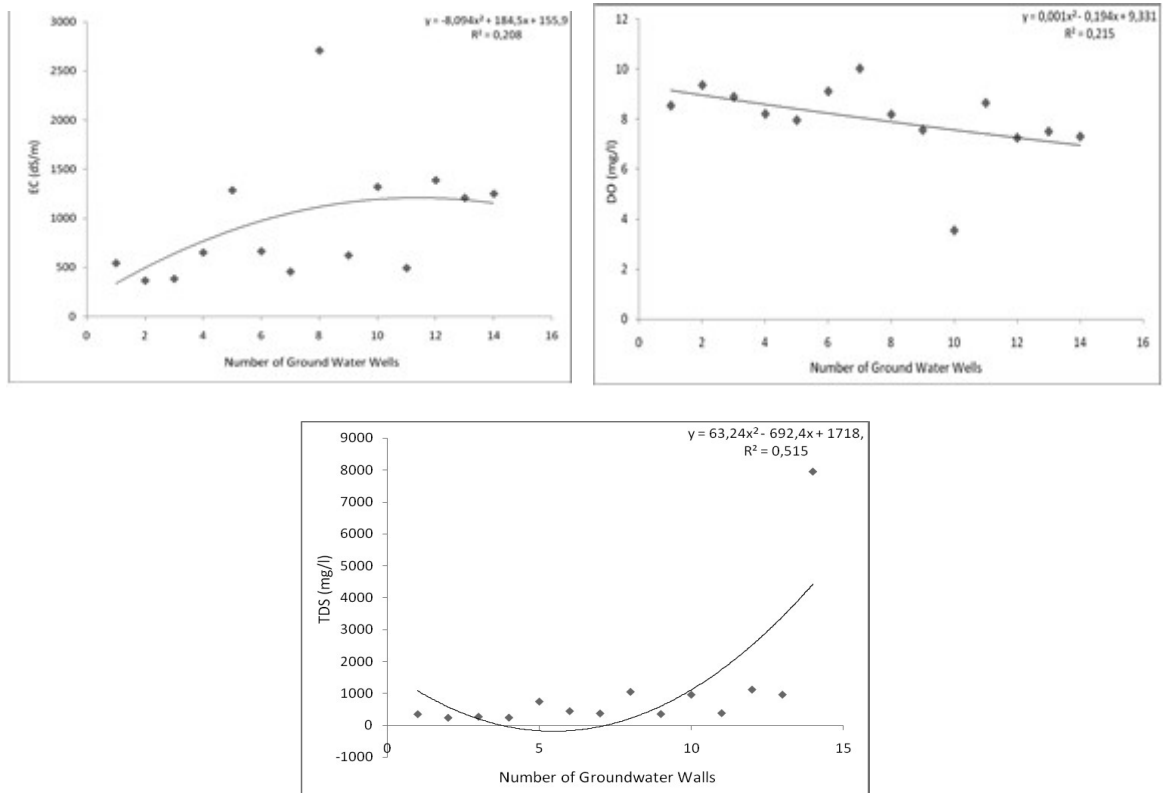 y = -8,094x² + 184,5x + 155,9
R² = 0,208
3000
2500
2000
1500
1000
500
0
EC (dS/m)
0 2 4 6 8 10 12 14 16
Number of Ground Water Wells
y = 0,001x² - 0,194x + 9,331
R² = 0,215
12
10
8
6
4
2
0
DO (mg/l)
0 2 4 6 8 10 12 14 16
Number of Ground Water Wells
y = 63,24x² - 692,4x + 1718,
R² = 0,515
9000
8000
7000
6000
5000
4000
3000
2000
1000
0
-1000
TDS (mg/l)
0 5 10 15
Number of Groundwater Walls